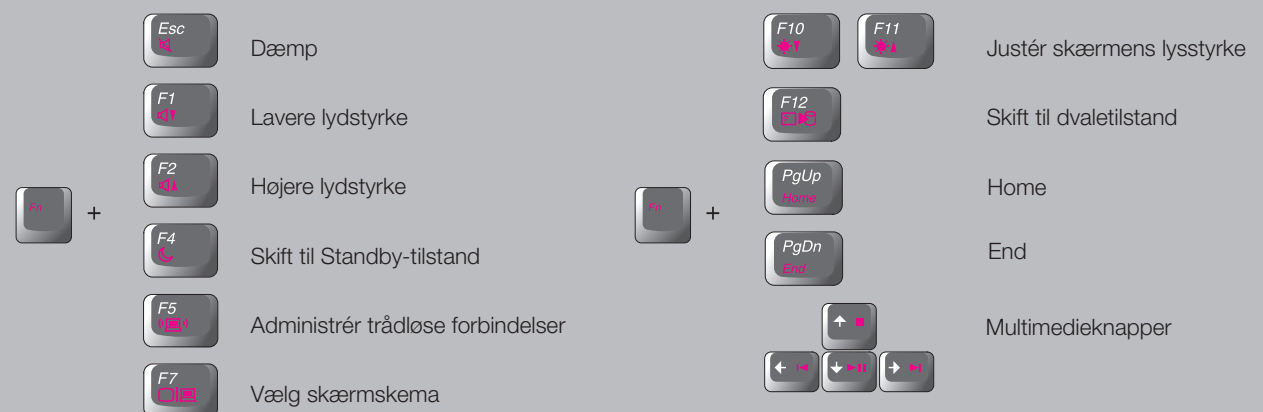 Esc
Dæmp
F1
Lavere lydstyrke
F2
Højere lydstyrke
Fn +
F4
Skift til Standby-tilstand
F5
Administrér trådløse forbindelser
F7
Vælg skærmskema
F10 F11
Justér skærmens lysstyrke
F12
Skift til dvaletilstand
PgUp
Home
Home
Fn +
PgDn
End
End
Multimedieknapper